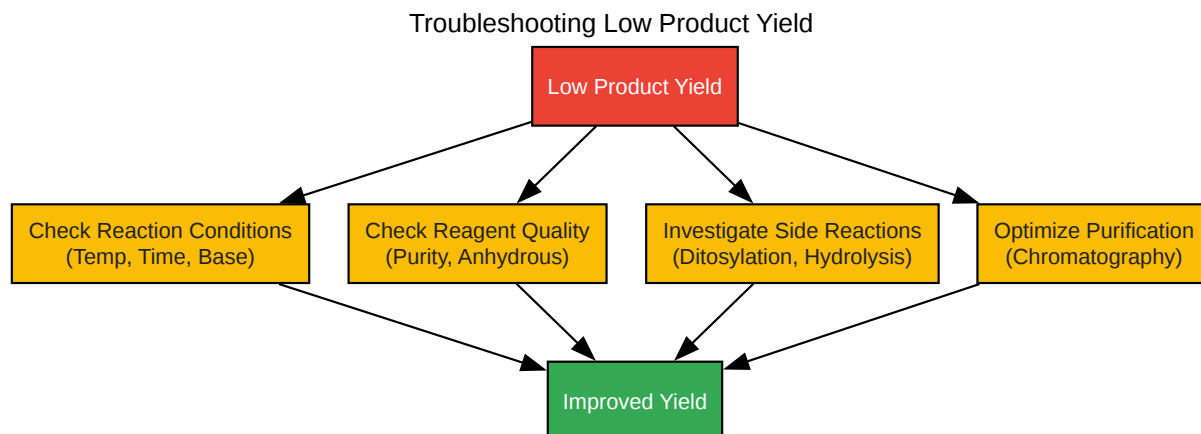 Troubleshooting Low Product Yield
Low Product Yield
Check Reaction Conditions
(Temp, Time, Base)
Check Reagent Quality
(Purity, Anhydrous)
Investigate Side Reactions
(Ditosylation, Hydrolysis)
Optimize Purification
(Chromatography)
Improved Yield